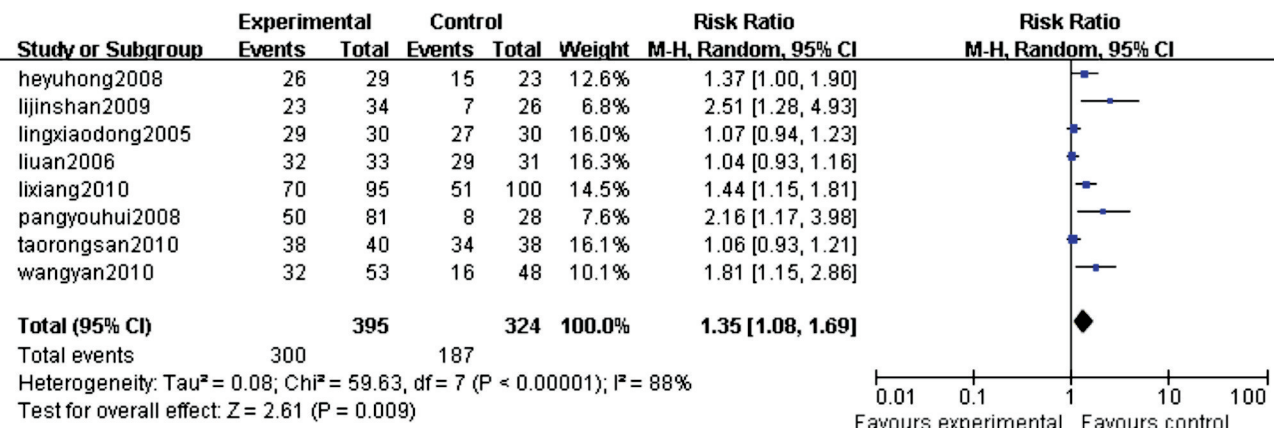 Experimental Control Risk Ratio Risk Ratio
Study or Subgroup Events Total Events Total Weight M-H, Random, 95% CI M-H, Random, 95% CI
heyuhong2008 26 29 15 23 12.6% 1.37 [1.00, 1.90]
lijinshan2009 23 34 7 26 6.8% 2.51 [1.28, 4.93]
lingxiaodong2005 29 30 27 30 16.0% 1.07 [0.94, 1.23]
liuan2006 32 33 29 31 16.3% 1.04 [0.93, 1.16]
lixiang2010 70 95 51 100 14.5% 1.44 [1.15, 1.81]
pangyouhui2008 50 81 8 28 7.6% 2.16 [1.17, 3.98]
taorongsan2010 38 40 34 38 16.1% 1.06 [0.93, 1.21]
wangyan2010 32 53 16 48 10.1% 1.81 [1.15, 2.86]
Total (95% CI) 395 324 100.0% 1.35 [1.08, 1.69]
Total events 300 187
Heterogeneity: Tau² = 0.08; Chi² = 59.63, df = 7 (P < 0.00001); I² = 88%
Test for overall effect: Z = 2.61 (P = 0.009)
0.01 0.1 1 10 100
Favours experimental Favours control